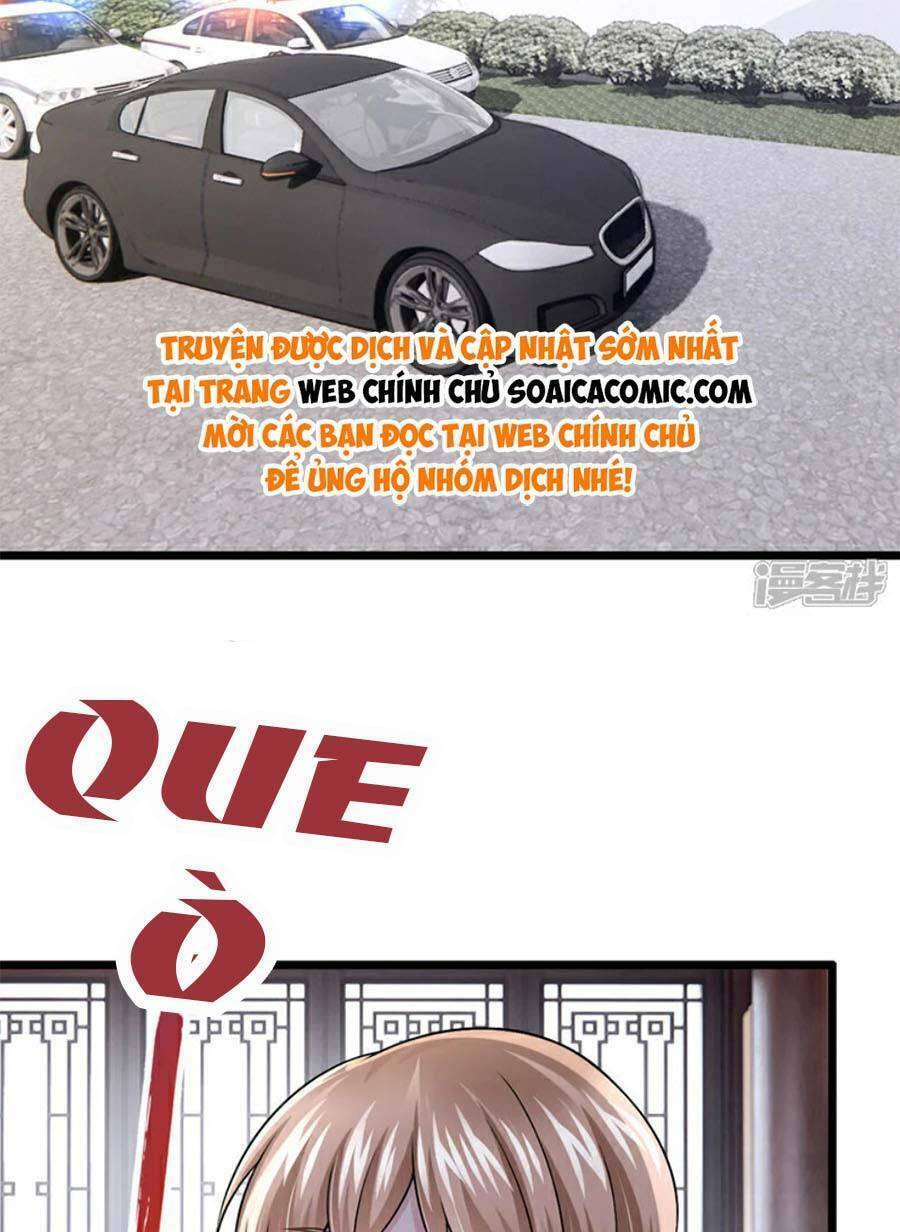 TRUYỆN ĐƯỢC DỊCH VÀ CẬP NHẬT SỚM NHẤT
TẠI TRANG WEB CHÍNH CHỦ SOAICACOMIC.COM
MỜI CÁC BẠN ĐỌC TẠI WEB CHÍNH CHỦ
ĐỂ ỦNG HỘ NHÓM DỊCH NHÉ!
漫客栈
QUE
Ò